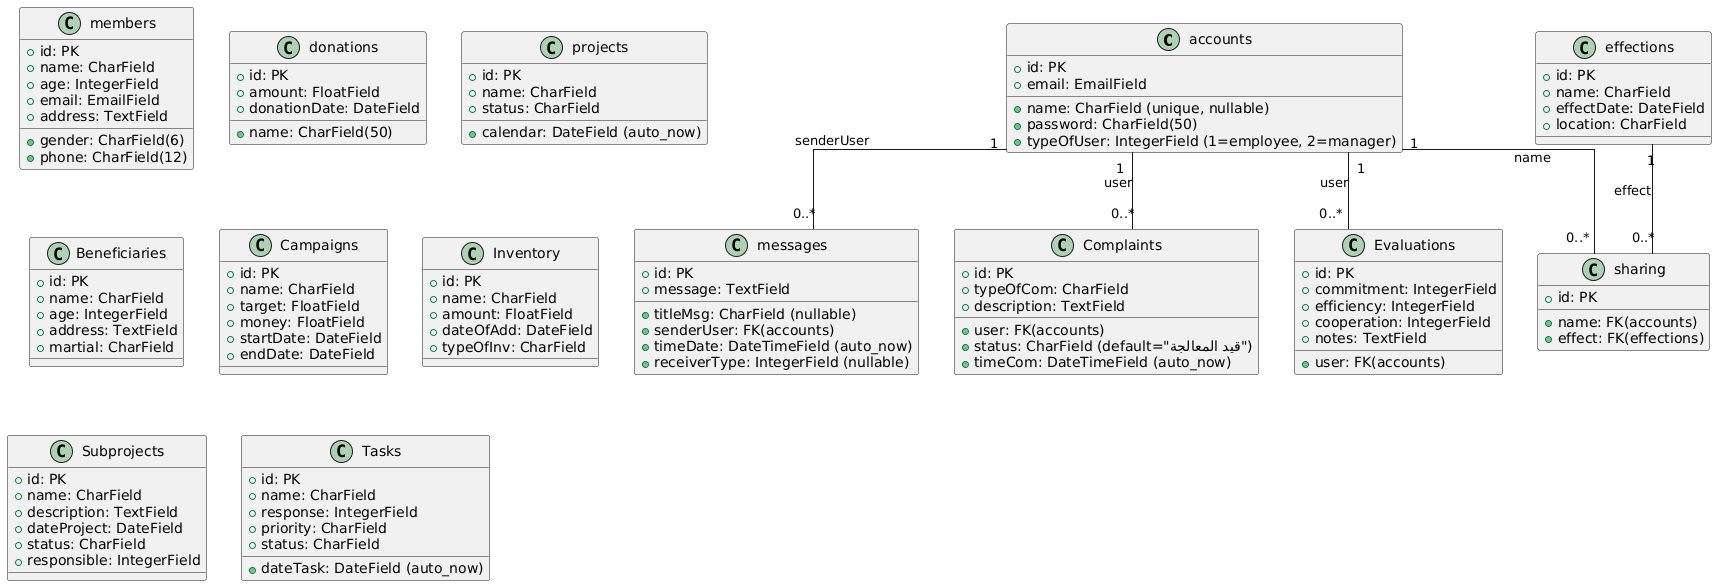 C members
id: PK
name: CharField
age: IntegerField
email: EmailField
address: TextField
gender: CharField(6)
phone: CharField(12)
C donations
id: PK
amount: FloatField
donationDate: DateField
name: CharField(50)
C projects
id: PK
name: CharField
status: CharField
calendar: DateField (auto_now)
C accounts
id: PK
email: EmailField
name: CharField (unique, nullable)
password: CharField(50)
typeOfUser: IntegerField (1=employee, 2=manager)
C effections
id: PK
name: CharField
effectDate: DateField
location: CharField
senderUser
1
0..*
1
user
0..*
1
user
0..*
1
name
0..*
1
effect
0..*
C Beneficiaries
id: PK
name: CharField
age: IntegerField
address: TextField
martial: CharField
C Campaigns
id: PK
name: CharField
target: FloatField
money: FloatField
startDate: DateField
endDate: DateField
C Inventory
id: PK
name: CharField
amount: FloatField
dateOfAdd: DateField
typeOfInv: CharField
C messages
id: PK
message: TextField
titleMsg: CharField (nullable)
senderUser: FK(accounts)
timeDate: DateTimeField (auto_now)
receiverType: IntegerField (nullable)
C Complaints
id: PK
typeOfCom: CharField
description: TextField
user: FK(accounts)
status: CharField (default="قيد المعالجة")
timeCom: DateTimeField (auto_now)
C Evaluations
id: PK
commitment: IntegerField
efficiency: IntegerField
cooperation: IntegerField
notes: TextField
user: FK(accounts)
C sharing
id: PK
name: FK(accounts)
effect: FK(effections)
C Subprojects
id: PK
name: CharField
description: TextField
dateProject: DateField
status: CharField
responsible: IntegerField
C Tasks
id: PK
name: CharField
response: IntegerField
priority: CharField
status: CharField
dateTask: DateField (auto_now)